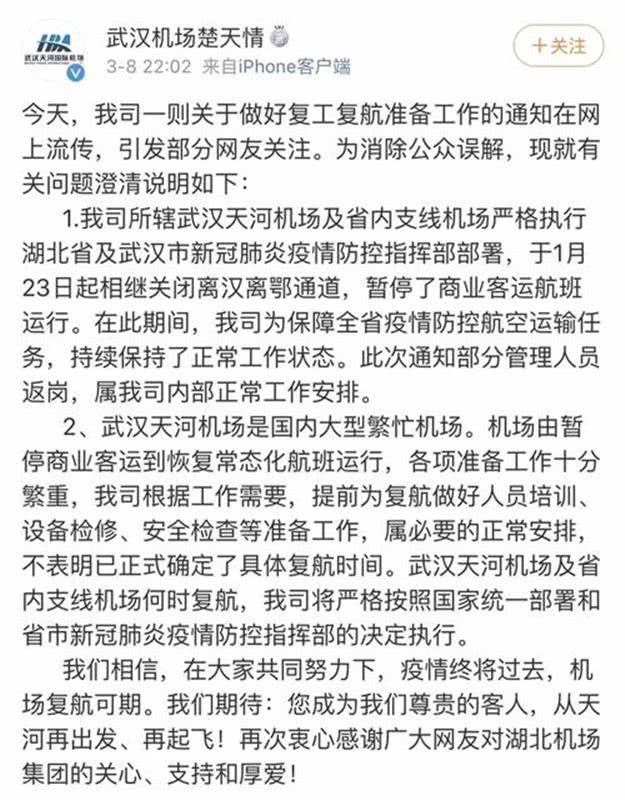 HBA
武汉天河国际机场
武汉机场楚天情
3-8 22:02 来自iPhone客户端
+关注
今天，我司一则关于做好复工复航准备工作的通知在网
上流传，引发部分网友关注。为消除公众误解，现就有
关问题澄清说明如下：
1.我司所辖武汉天河机场及省内支线机场严格执行
湖北省及武汉市新冠肺炎疫情防控指挥部部署，于1月
23日起相继关闭离汉离鄂通道，暂停了商业客运航班
运行。在此期间，我司为保障全省疫情防控航空运输任
务，持续保持了正常工作状态。此次通知部分管理人员
返岗，属我司内部正常工作安排。
2、武汉天河机场是国内大型繁忙机场。机场由暂
停商业客运到恢复常态化航班运行，各项准备工作十分
繁重，我司根据工作需要，提前为复航做好人员培训、
设备检修、安全检查等准备工作，属必要的正常安排，
不表明已正式确定了具体复航时间。武汉天河机场及省
内支线机场何时复航，我司将严格按照国家统一部署和
省市新冠肺炎疫情防控指挥部的决定执行。
我们相信，在大家共同努力下，疫情终将过去，机
场复航可期。我们期待：您成为我们尊贵的客人，从天
河再出发、再起飞！再次衷心感谢广大网友对湖北机场
集团的关心、支持和厚爱！